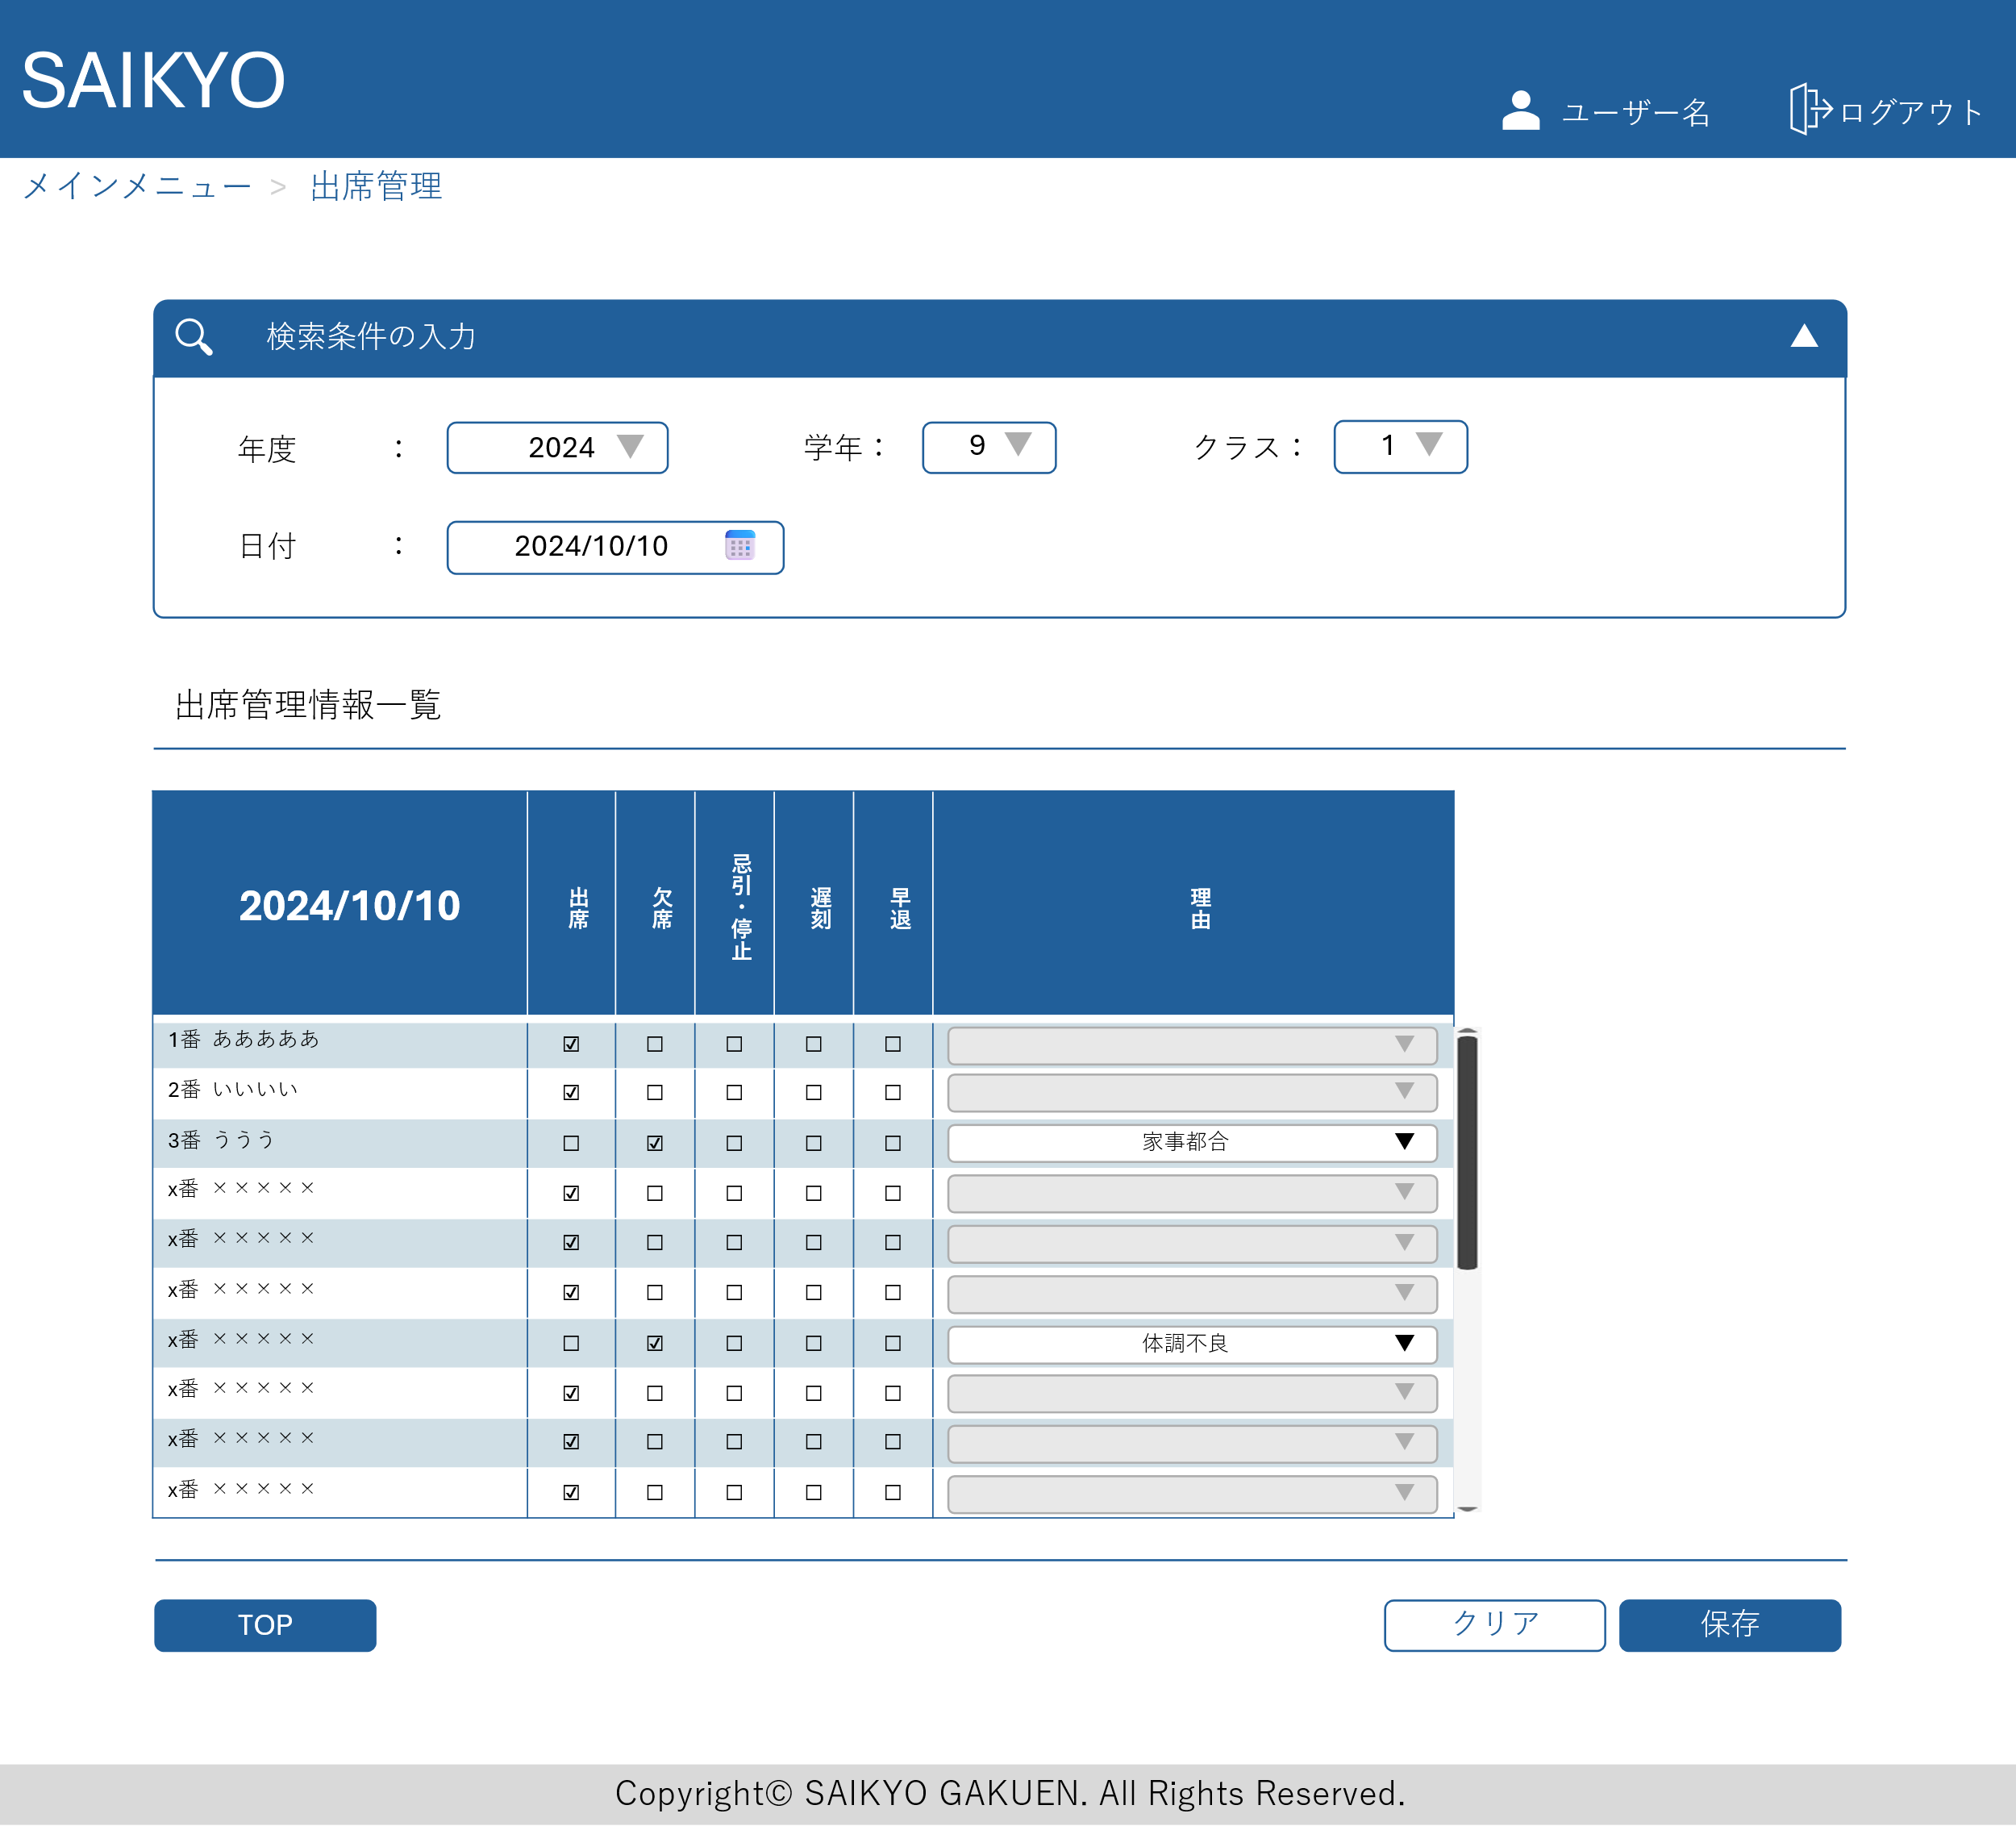 SAIKYO
ユーザー名
ログアウト
メインメニュー > 出席管理
検索条件の入力
年度 : 2024 学年: 9 クラス: 1
日付 : 2024/10/10
出席管理情報一覧
2024/10/10 出席 欠席 忌引・停止 遅刻 早退 理由
1番 あああああ
2番 いいいい
3番 ううう 家事都合
x番 ×××××
x番 ×××××
x番 ×××××
x番 ××××× 体調不良
x番 ×××××
x番 ×××××
x番 ×××××
TOP
クリア
保存
Copyright© SAIKYO GAKUEN. All Rights Reserved.